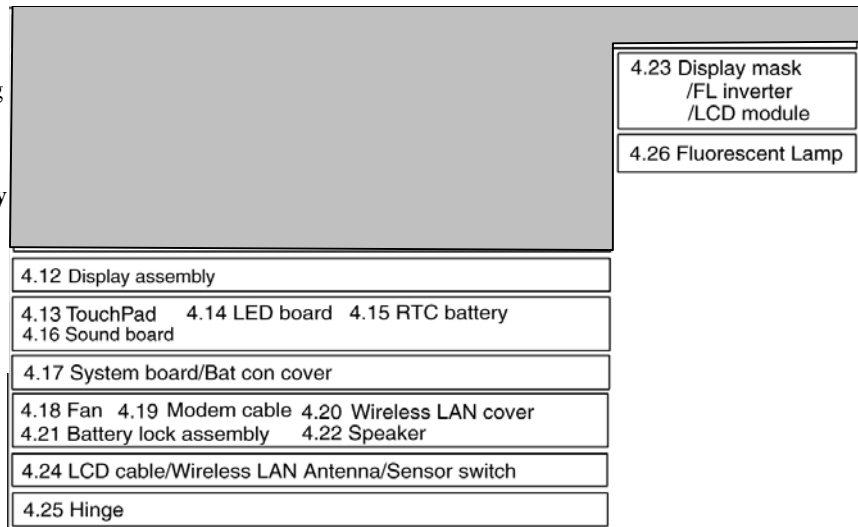 4.23 Display mask
/FL inverter
/LCD module
4.26 Fluorescent Lamp
4.12 Display assembly
4.13 TouchPad 4.14 LED board 4.15 RTC battery
4.16 Sound board
4.17 System board/Bat con cover
4.18 Fan 4.19 Modem cable 4.20 Wireless LAN cover
4.21 Battery lock assembly 4.22 Speaker
4.24 LCD cable/Wireless LAN Antenna/Sensor switch
4.25 Hinge